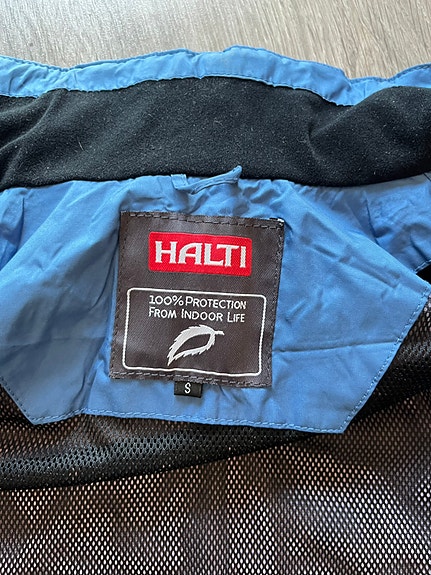 HALTI
100% PROTECTION
FROM INDOOR LIFE
S